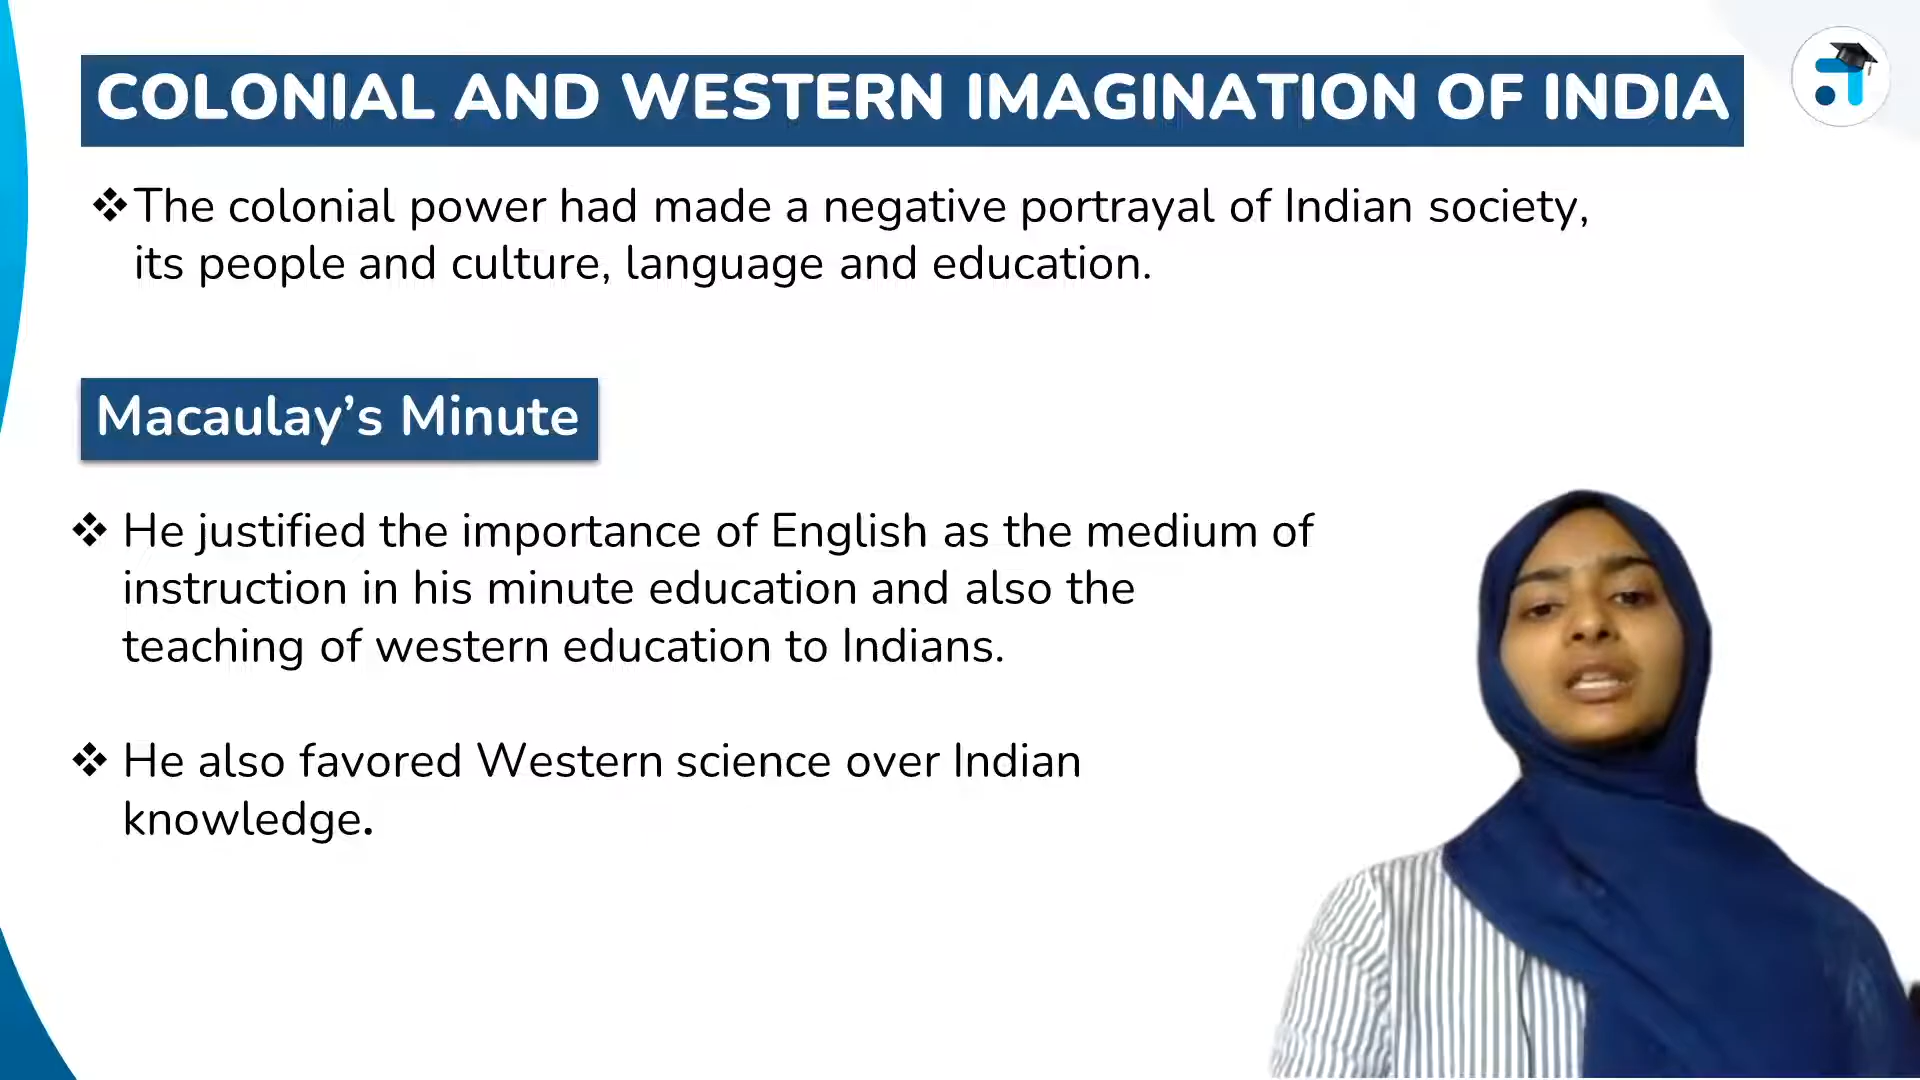 COLONIAL AND WESTERN IMAGINATION OF INDIA
❖The colonial power had made a negative portrayal of Indian society,
its people and culture, language and education.
Macaulay’s Minute
❖ He justified the importance of English as the medium of
instruction in his minute education and also the
teaching of western education to Indians.
❖ He also favored Western science over Indian
knowledge.